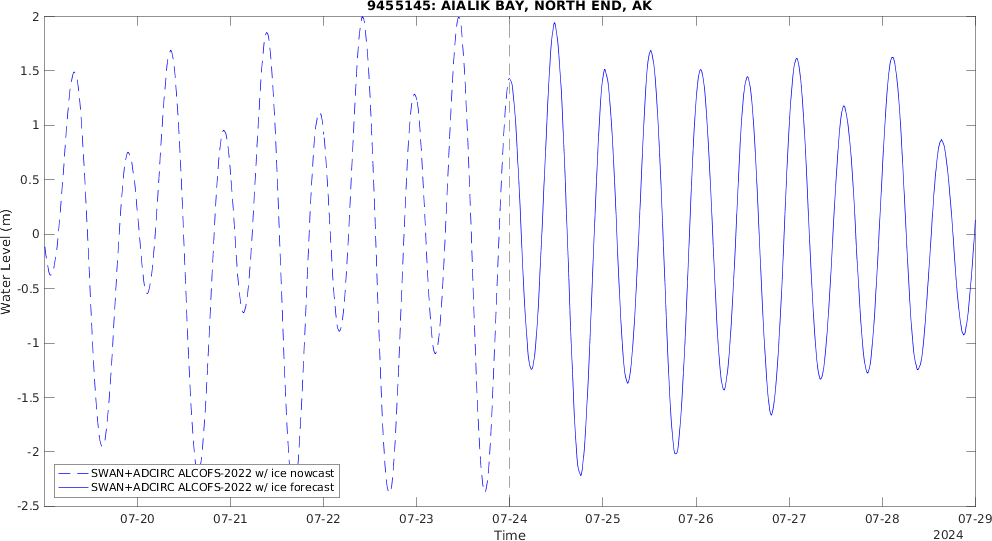 9455145: AIALIK BAY, NORTH END, AK
2
1.5
1
0.5
0
-0.5
-1
-1.5
-2
-2.5
Water Level (m)
SWAN+ADCIRC ALCOFS-2022 w/ ice nowcast
SWAN+ADCIRC ALCOFS-2022 w/ ice forecast
07-20 07-21 07-22 07-23 07-24 07-25 07-26 07-27 07-28 07-29
Time
2024